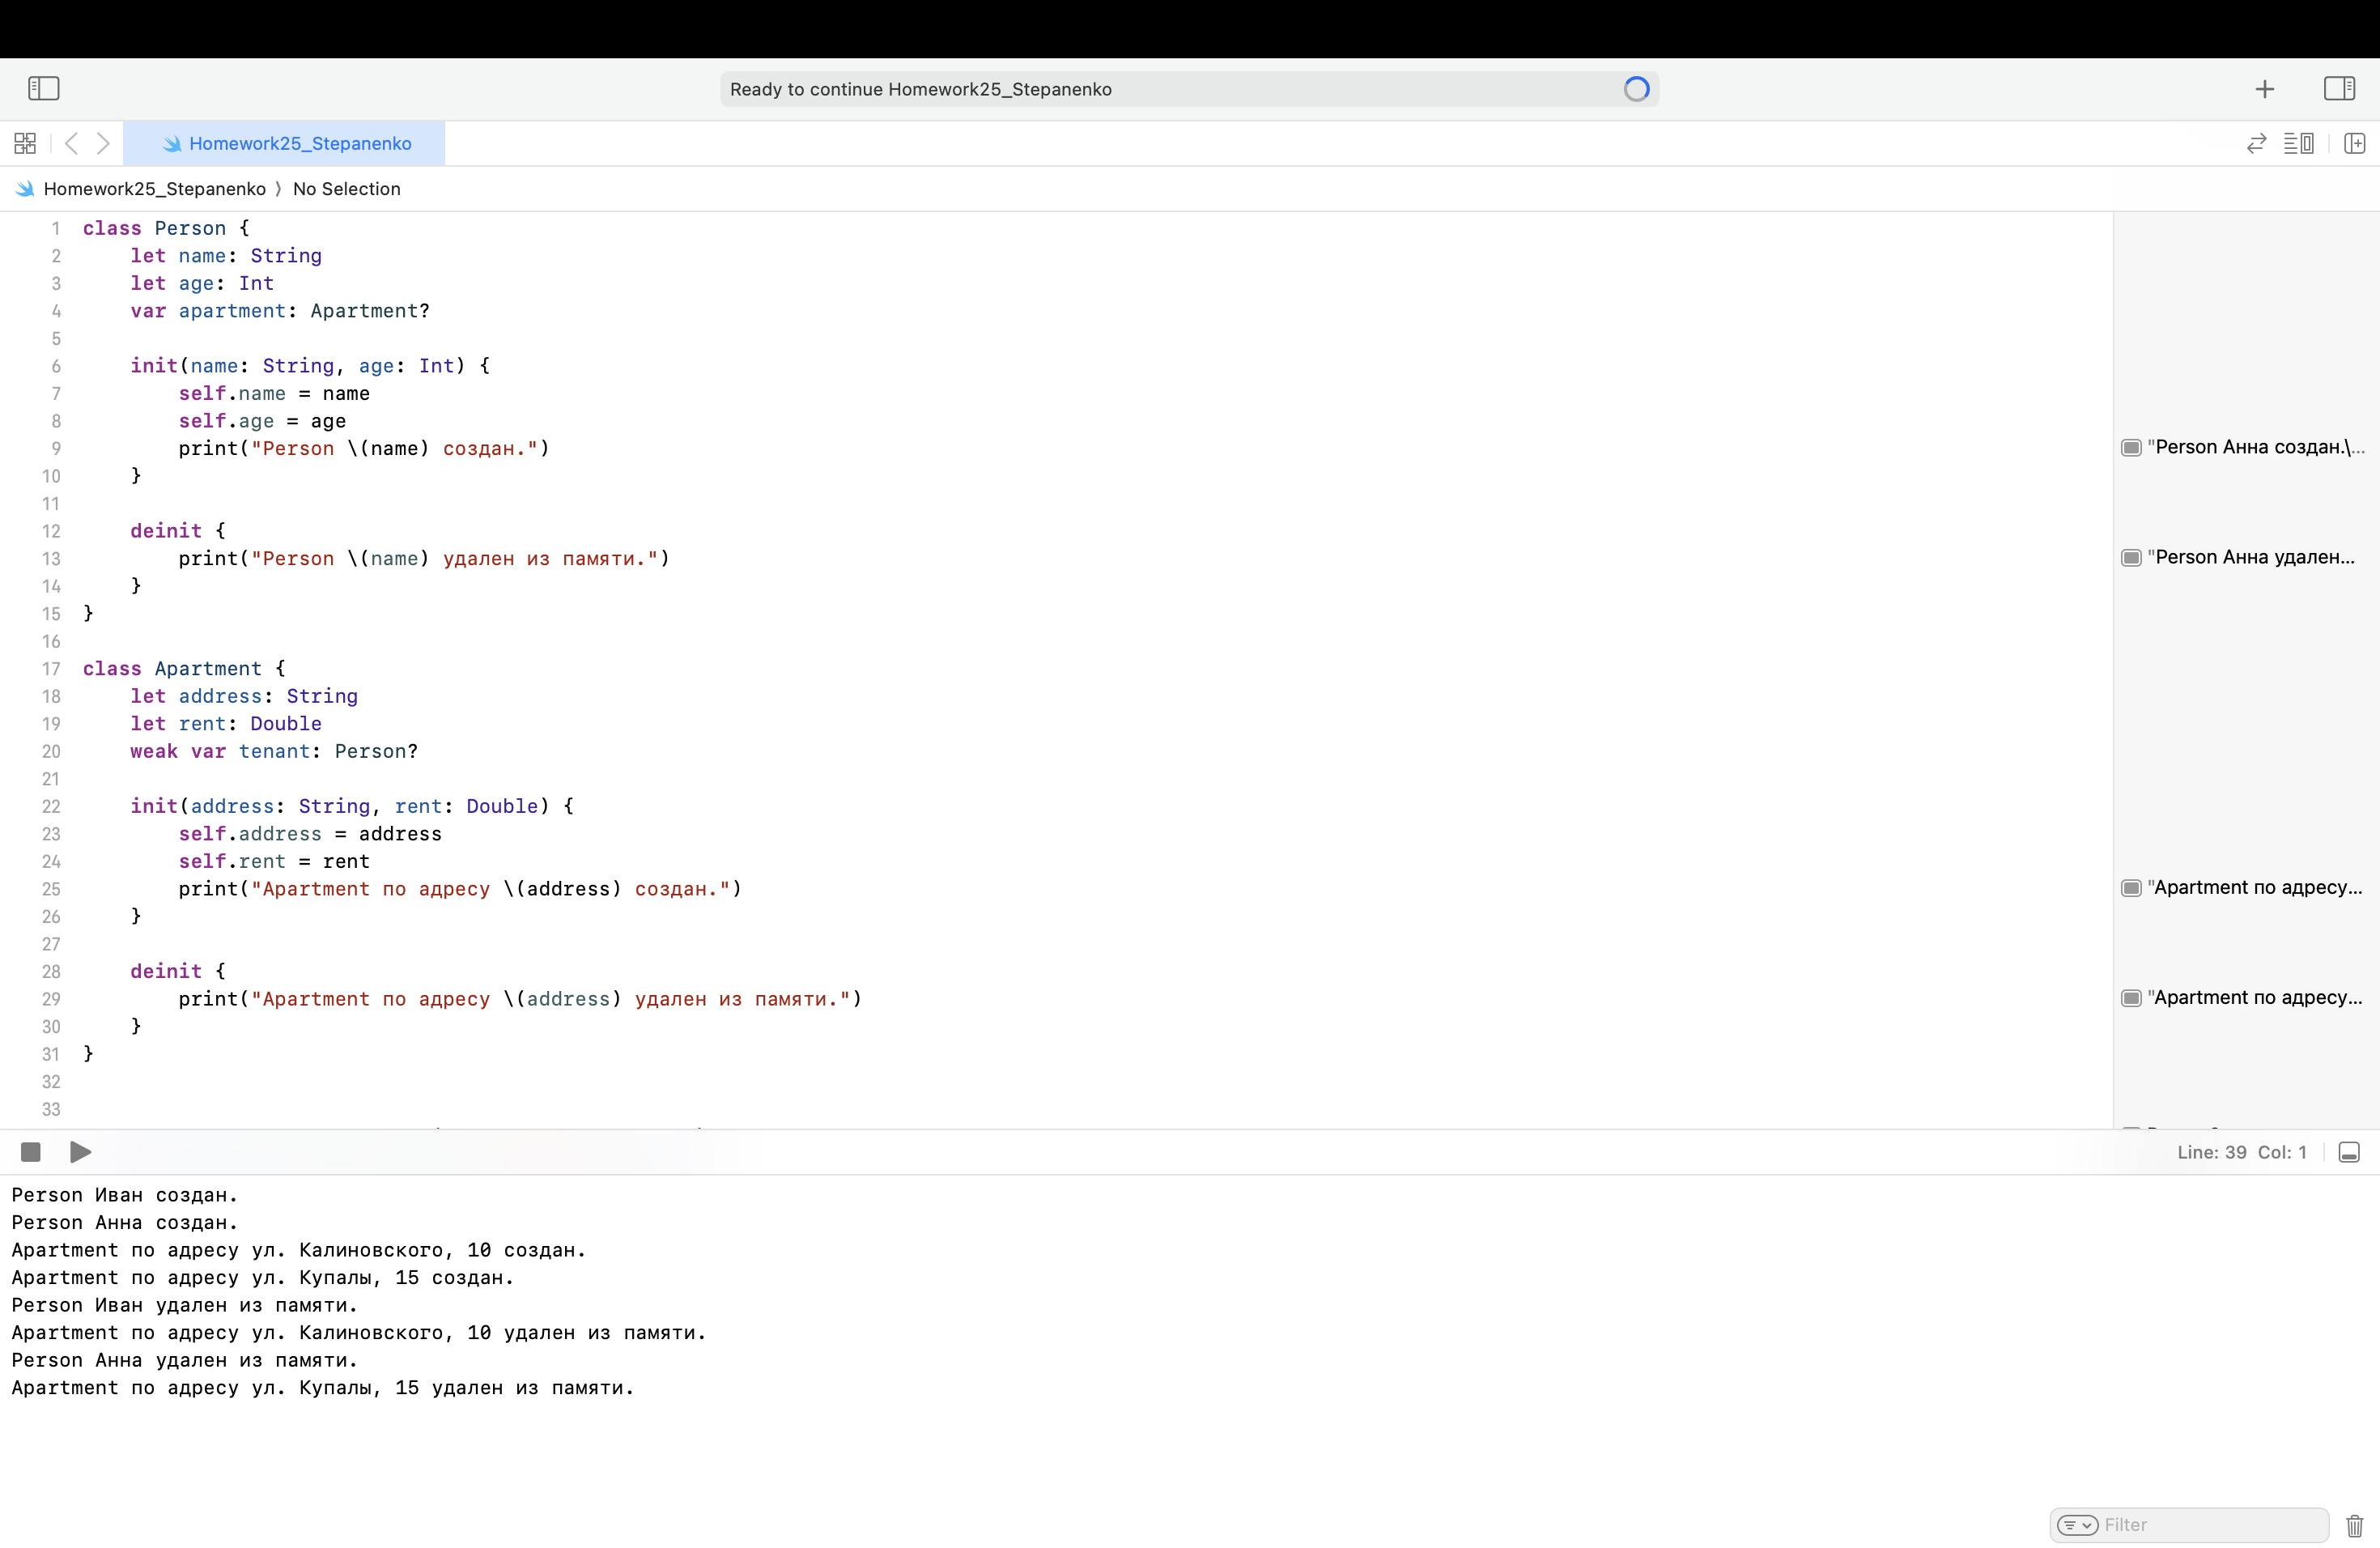 Ready to continue Homework25_Stepanenko
Homework25_Stepanenko
Homework25_Stepanenko 〉 No Selection
1 class Person {
2     let name: String
3     let age: Int
4     var apartment: Apartment?
5
6     init(name: String, age: Int) {
7         self.name = name
8         self.age = age
9         print("Person \(name) создан.")
"Person Анна создан.\...
10     }
11
12     deinit {
13         print("Person \(name) удален из памяти.")
"Person Анна удален...
14     }
15 }
16
17 class Apartment {
18     let address: String
19     let rent: Double
20     weak var tenant: Person?
21
22     init(address: String, rent: Double) {
23         self.address = address
24         self.rent = rent
25         print("Apartment по адресу \(address) создан.")
"Apartment по адресу...
26     }
27
28     deinit {
29         print("Apartment по адресу \(address) удален из памяти.")
"Apartment по адресу...
30     }
31 }
32
33
Line: 39 Col: 1
Person Иван создан.
Person Анна создан.
Apartment по адресу ул. Калиновского, 10 создан.
Apartment по адресу ул. Купалы, 15 создан.
Person Иван удален из памяти.
Apartment по адресу ул. Калиновского, 10 удален из памяти.
Person Анна удален из памяти.
Apartment по адресу ул. Купалы, 15 удален из памяти.
Filter